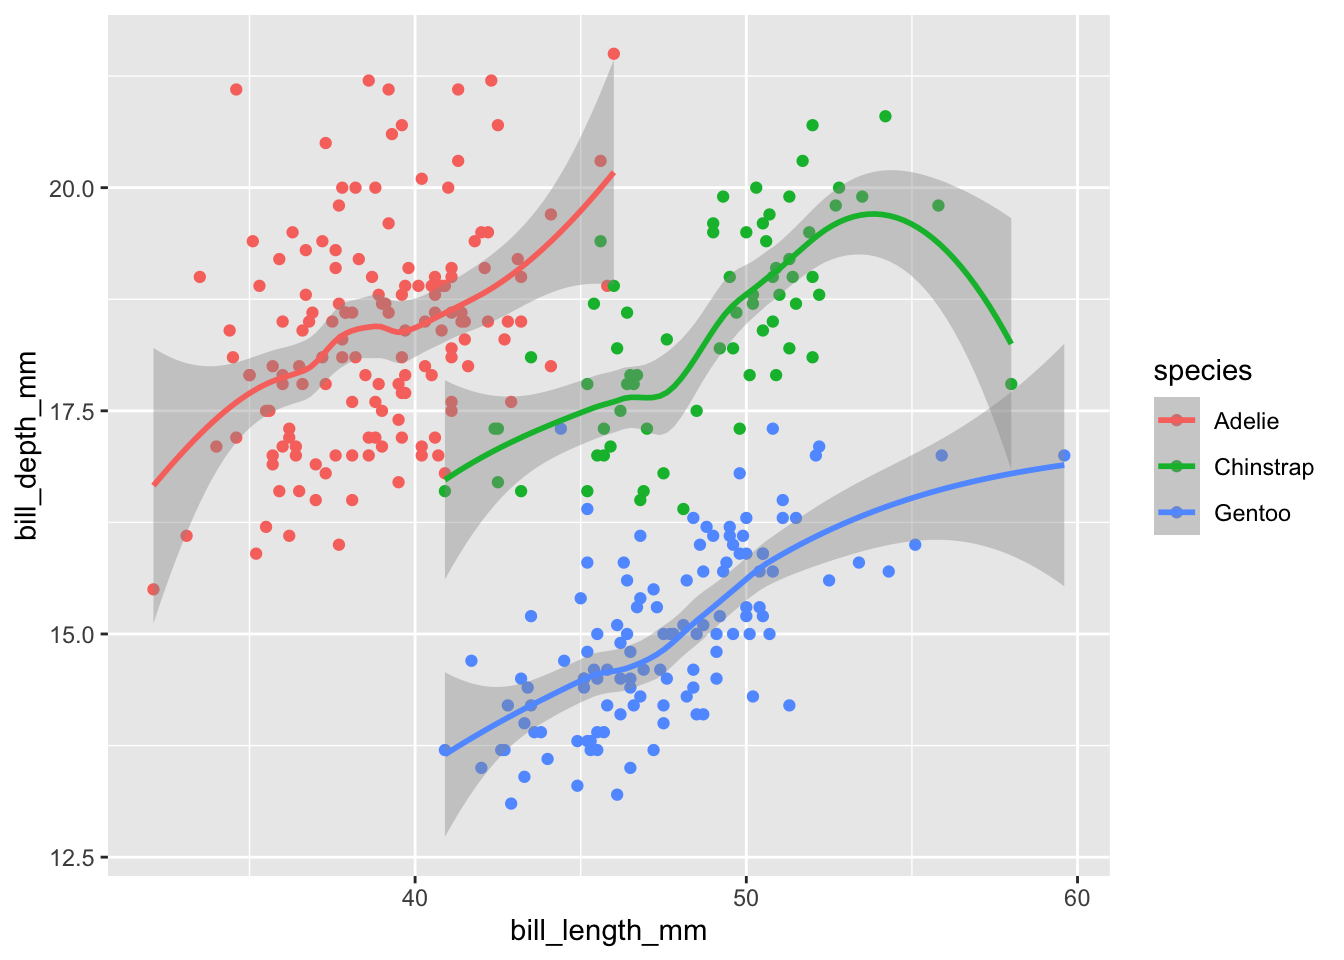 20.0
17.5
15.0
12.5
bill_depth_mm
40
50
60
bill_length_mm
species
Adelie
Chinstrap
Gentoo